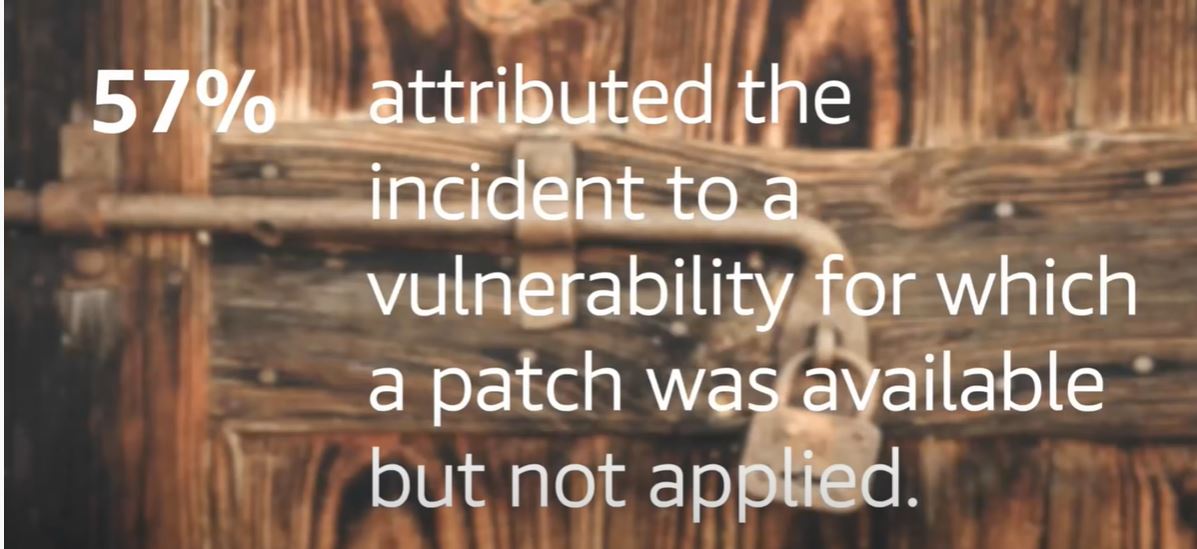 57% attributed the
incident to a
vulnerability for which
a patch was available
but not applied.